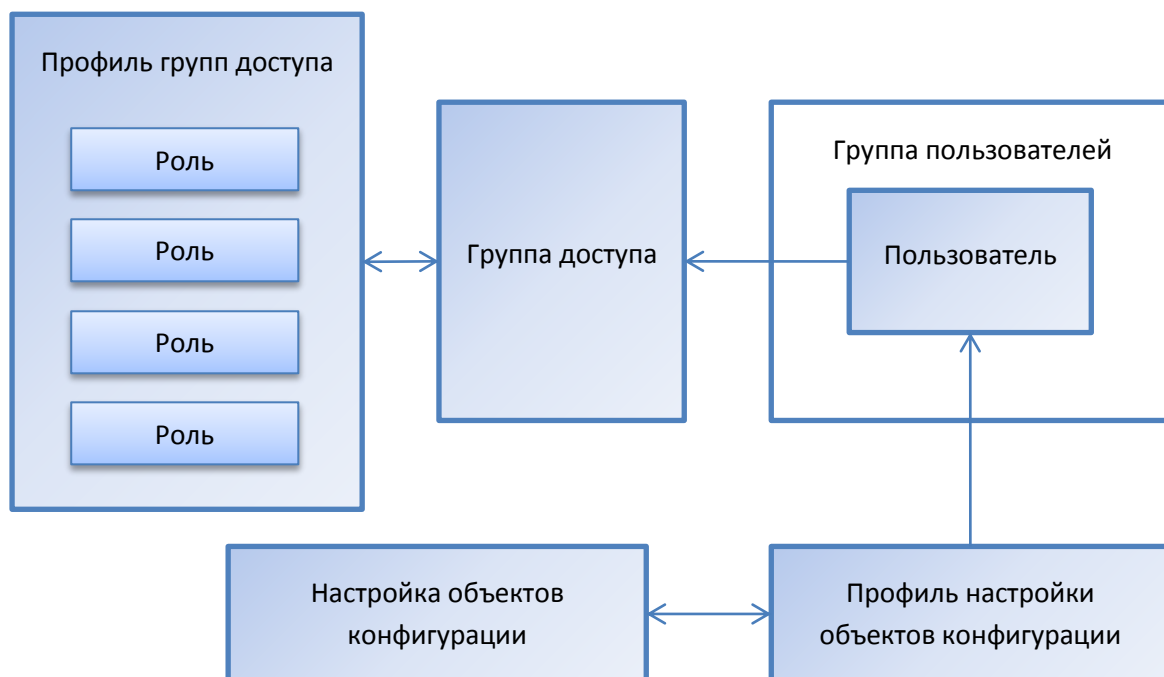 Профиль групп доступа
Роль
Роль
Роль
Роль
Группа доступа
Группа пользователей
Пользователь
Настройка объектов
конфигурации
Профиль настройки
объектов конфигурации